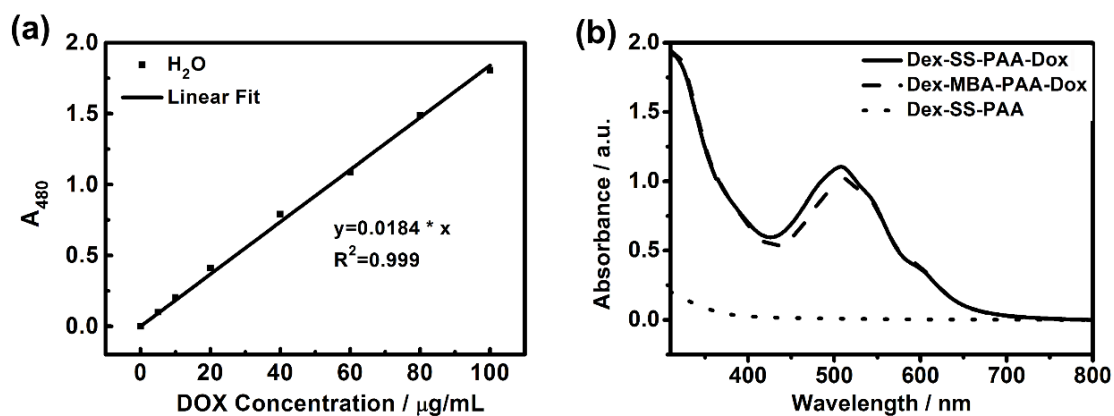 (a)
2.0
1.5
1.0
0.5
0.0
A480
H2O
Linear Fit
y=0.0184 * x
R2=0.999
0 20 40 60 80 100
DOX Concentration / μg/mL
(b)
2.0
1.5
1.0
0.5
0.0
Absorbance / a.u.
Dex-SS-PAA-Dox
Dex-MBA-PAA-Dox
Dex-SS-PAA
400 500 600 700 800
Wavelength / nm